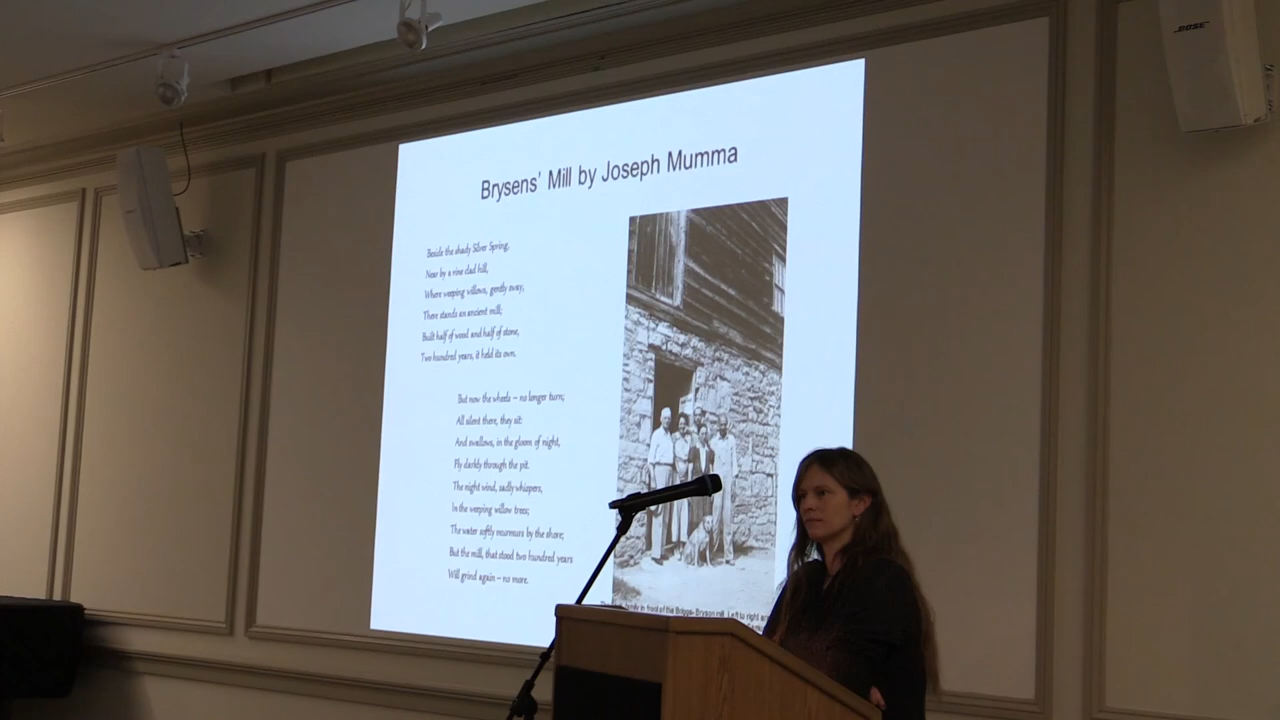 BOSE
Brysens' Mill by Joseph Mumma
Beside the shady Silver Spring,
Near by a vine clad hill,
Where weeping willows, gently sway,
There stands an ancient mill;
Built half of wood and half of stone,
Two hundred years, it held its own.
But now the wheels – no longer turn;
All silent there, they sit:
And swallows, in the gloom of night,
Fly darkly through the pit.
The night wind, sadly whispers,
In the weeping willow trees;
The water softly murmurs by the shore;
But the mill, that stood two hundred years
Will grind again – no more.
family in front of the Briggs- Bryson mill. Left to right